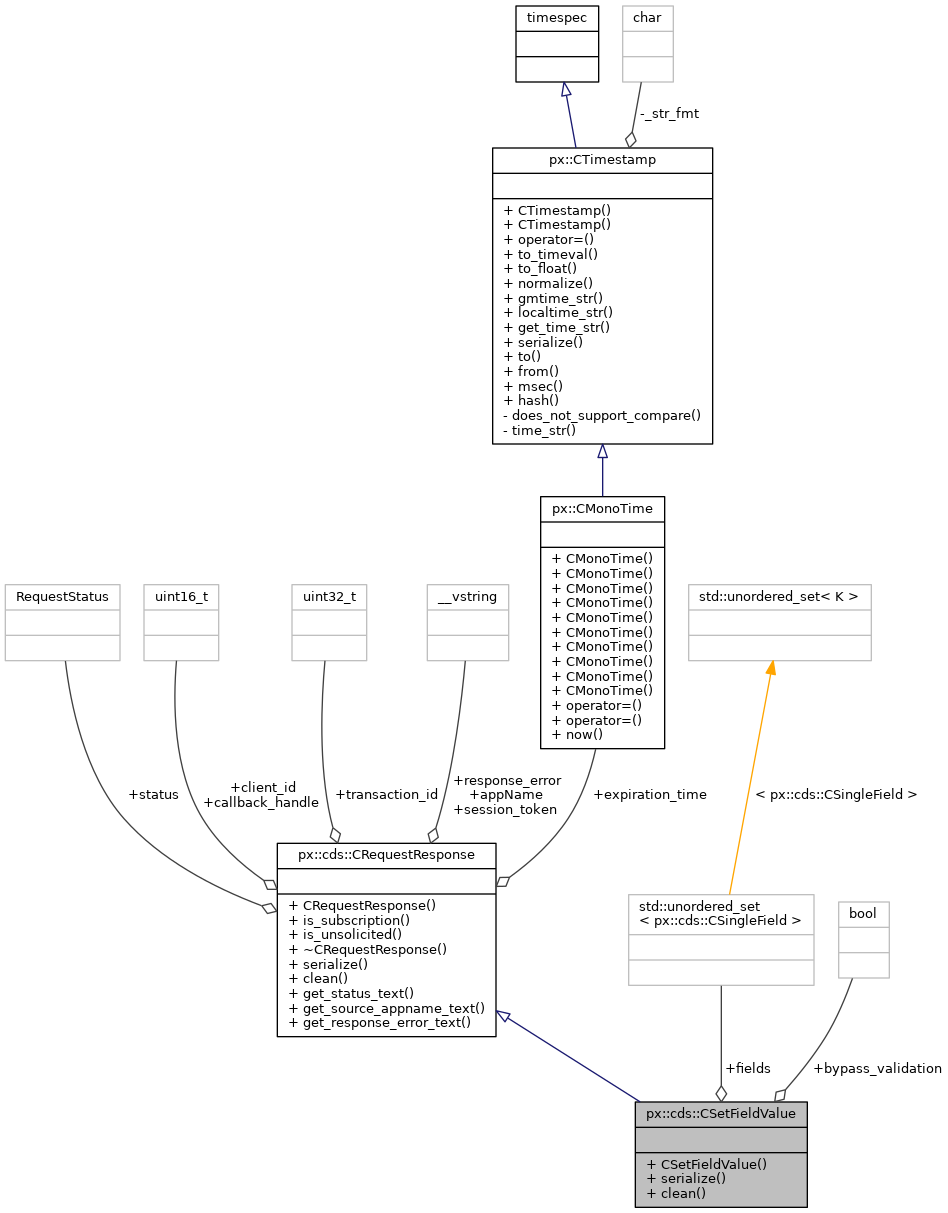 timespec
char
-_str_fmt
px::CTimestamp
+ CTimestamp()
+ CTimestamp()
+ operator=()
+ to_timeval()
+ to_float()
+ normalize()
+ gmtime_str()
+ localtime_str()
+ get_time_str()
+ serialize()
+ to()
+ from()
+ msec()
+ hash()
- does_not_support_compare()
- time_str()
px::CMonoTime
+ CMonoTime()
+ CMonoTime()
+ CMonoTime()
+ CMonoTime()
+ CMonoTime()
+ CMonoTime()
+ CMonoTime()
+ CMonoTime()
+ CMonoTime()
+ CMonoTime()
+ operator=()
+ operator=()
+ now()
RequestStatus
uint16_t
uint32_t
__vstring
std::unordered_set< K >
+status
+client_id
+callback_handle
+transaction_id
+response_error
+appName
+session_token
+expiration_time
< px::cds::CSingleField >
px::cds::CRequestResponse
+ CRequestResponse()
+ is_subscription()
+ is_unsolicited()
+ ~CRequestResponse()
+ serialize()
+ clean()
+ get_status_text()
+ get_source_appname_text()
+ get_response_error_text()
std::unordered_set
< px::cds::CSingleField >
bool
+fields
+bypass_validation
px::cds::CSetFieldValue
+ CSetFieldValue()
+ serialize()
+ clean()